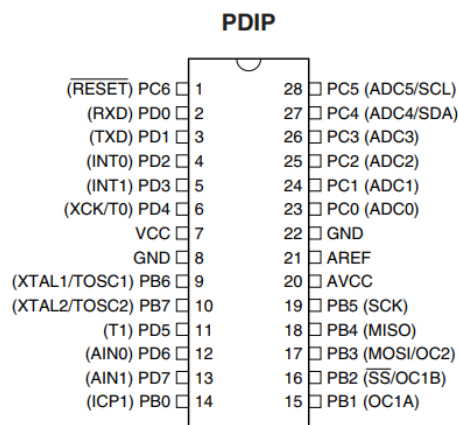 PDIP
(RESET) PC6 1 28 PC5 (ADC5/SCL)
(RXD) PD0 2 27 PC4 (ADC4/SDA)
(TXD) PD1 3 26 PC3 (ADC3)
(INT0) PD2 4 25 PC2 (ADC2)
(INT1) PD3 5 24 PC1 (ADC1)
(XCK/T0) PD4 6 23 PC0 (ADC0)
VCC 7 22 GND
GND 8 21 AREF
(XTAL1/TOSC1) PB6 9 20 AVCC
(XTAL2/TOSC2) PB7 10 19 PB5 (SCK)
(T1) PD5 11 18 PB4 (MISO)
(AIN0) PD6 12 17 PB3 (MOSI/OC2)
(AIN1) PD7 13 16 PB2 (SS/OC1B)
(ICP1) PB0 14 15 PB1 (OC1A)